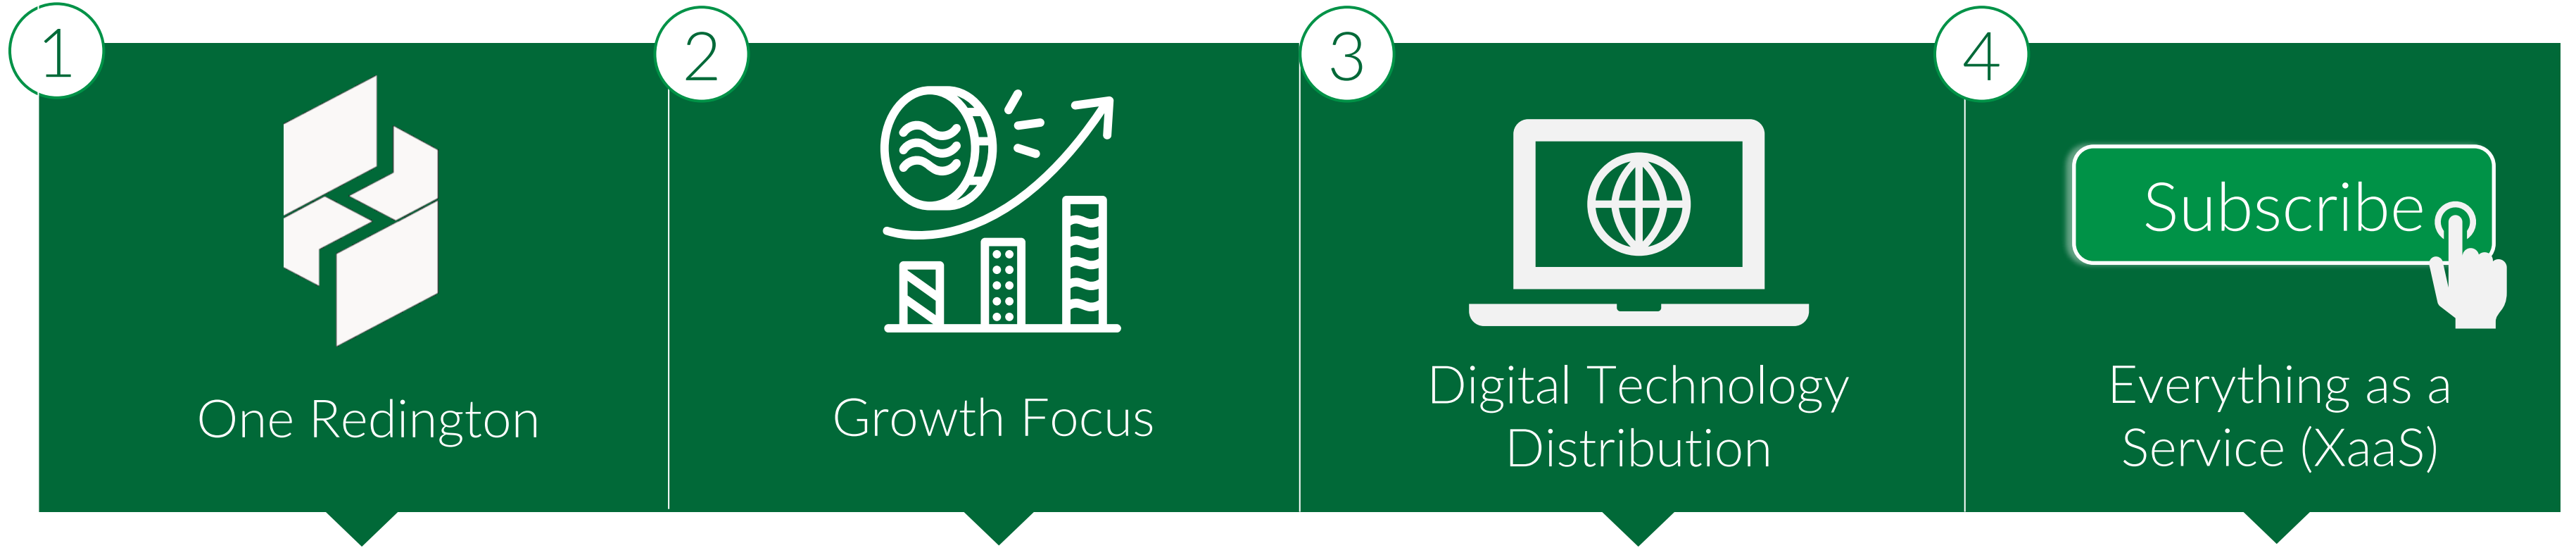 1
One Redington
2
Growth Focus
3
Digital Technology
Distribution
4
Subscribe
Everything as a
Service (XaaS)